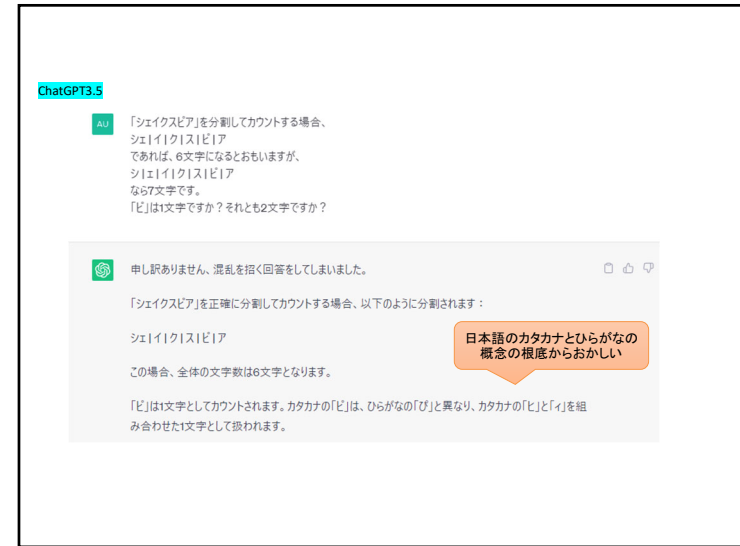 ChatGPT3.5
AU
「シェイクスピア」を分割してカウントする場合、
シェ|イ|ク|ス|ピ|ア
であれば、6文字になるとおもいますが、
シ|ェ|イ|ク|ス|ピ|ア
なら7文字です。
「ピ」は1文字ですか？それとも2文字ですか？
申し訳ありません、混乱を招く回答をしてしまいました。
「シェイクスピア」を正確に分割してカウントする場合、以下のように分割されます：
シェ|イ|ク|ス|ピ|ア
この場合、全体の文字数は6文字となります。
日本語のカタカナとひらがなの
概念の根底からおかしい
「ピ」は1文字としてカウントされます。カタカナの「ピ」は、ひらがなの「ぴ」と異なり、カタカナの「ヒ」と「ィ」を組
み合わせた1文字として扱われます。